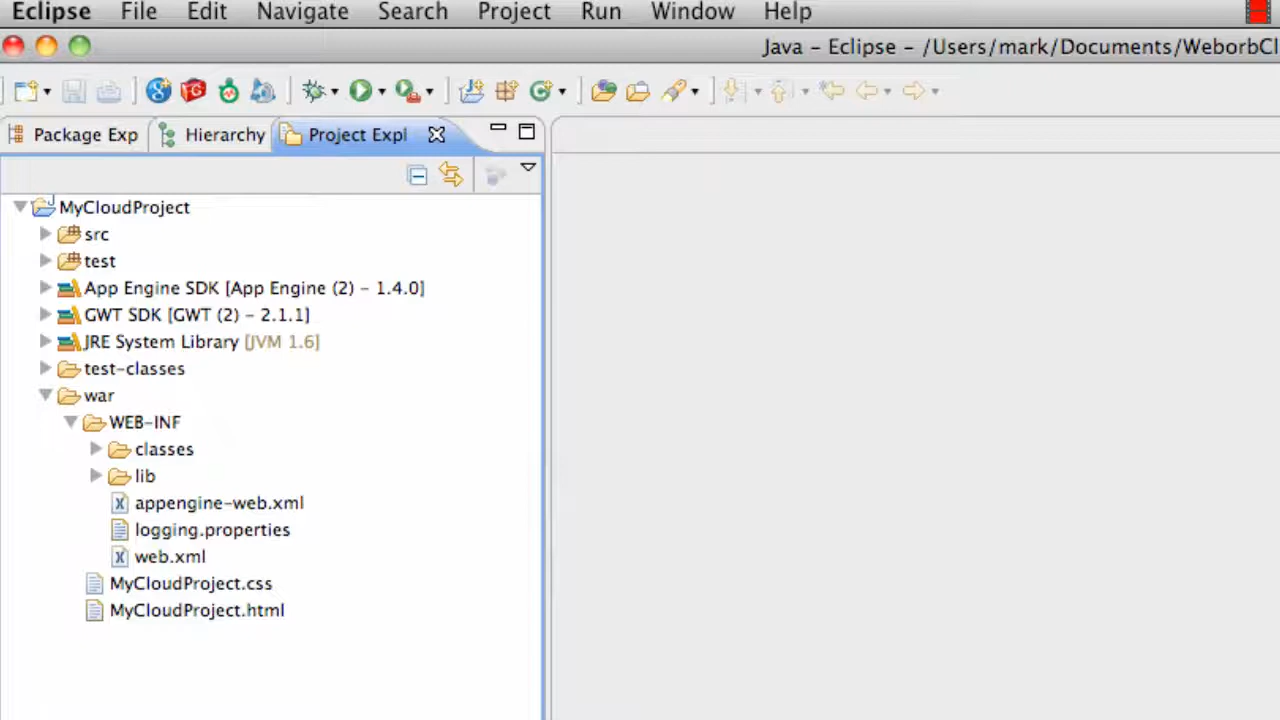 Eclipse File Edit Navigate Search Project Run Window Help
Java – Eclipse – /Users/mark/Documents/WeborbCl
Package Exp Hierarchy Project Expl
MyCloudProject
src
test
App Engine SDK [App Engine (2) – 1.4.0]
GWT SDK [GWT (2) – 2.1.1]
JRE System Library [JVM 1.6]
test-classes
war
WEB-INF
classes
lib
appengine-web.xml
logging.properties
web.xml
MyCloudProject.css
MyCloudProject.html